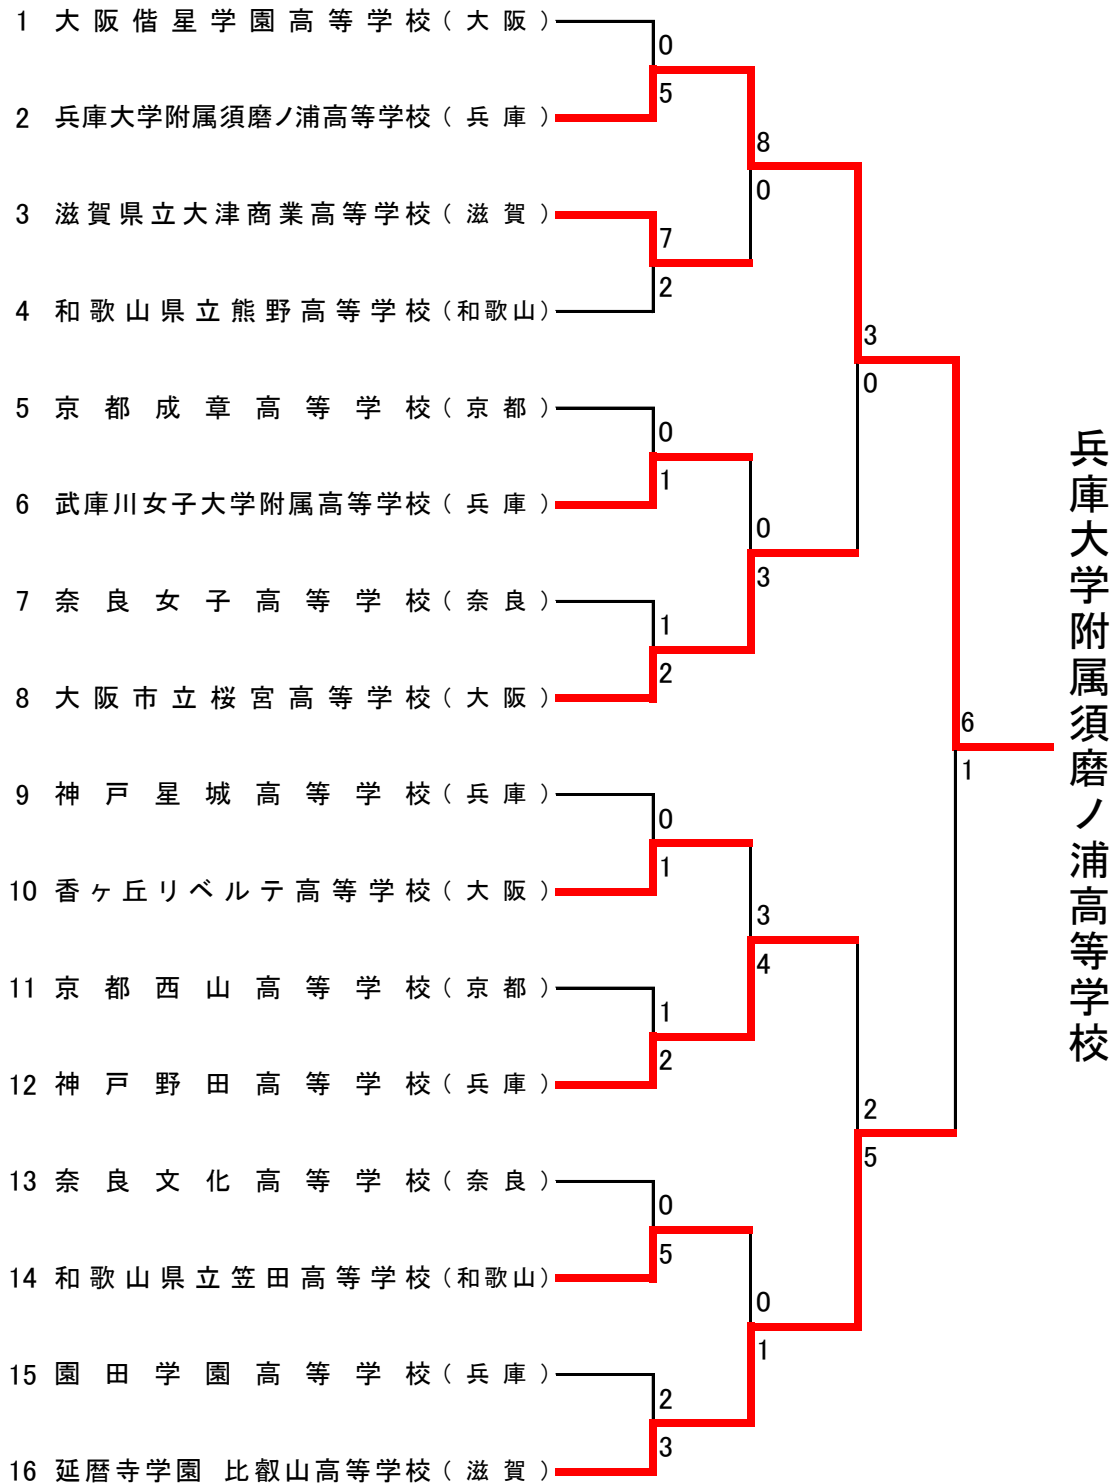 1 大阪偕星学園高等学校(大阪)
0
5
2 兵庫大学附属須磨ノ浦高等学校(兵庫)
8
0
3 滋賀県立大津商業高等学校(滋賀)
7
2
4 和歌山県立熊野高等学校(和歌山)
3
0
5 京都成章高等学校(京都)
0
1
6 武庫川女子大学附属高等学校(兵庫)
0
3
7 奈良女子高等学校(奈良)
1
2
8 大阪市立桜宮高等学校(大阪)
6
1
兵庫大学附属須磨ノ浦高等学校
9 神戸星城高等学校(兵庫)
0
1
10 香ヶ丘リベルテ高等学校(大阪)
3
4
11 京都西山高等学校(京都)
1
2
12 神戸野田高等学校(兵庫)
2
5
13 奈良文化高等学校(奈良)
0
5
14 和歌山県立笠田高等学校(和歌山)
0
1
15 園田学園高等学校(兵庫)
2
3
16 延暦寺学園 比叡山高等学校(滋賀)